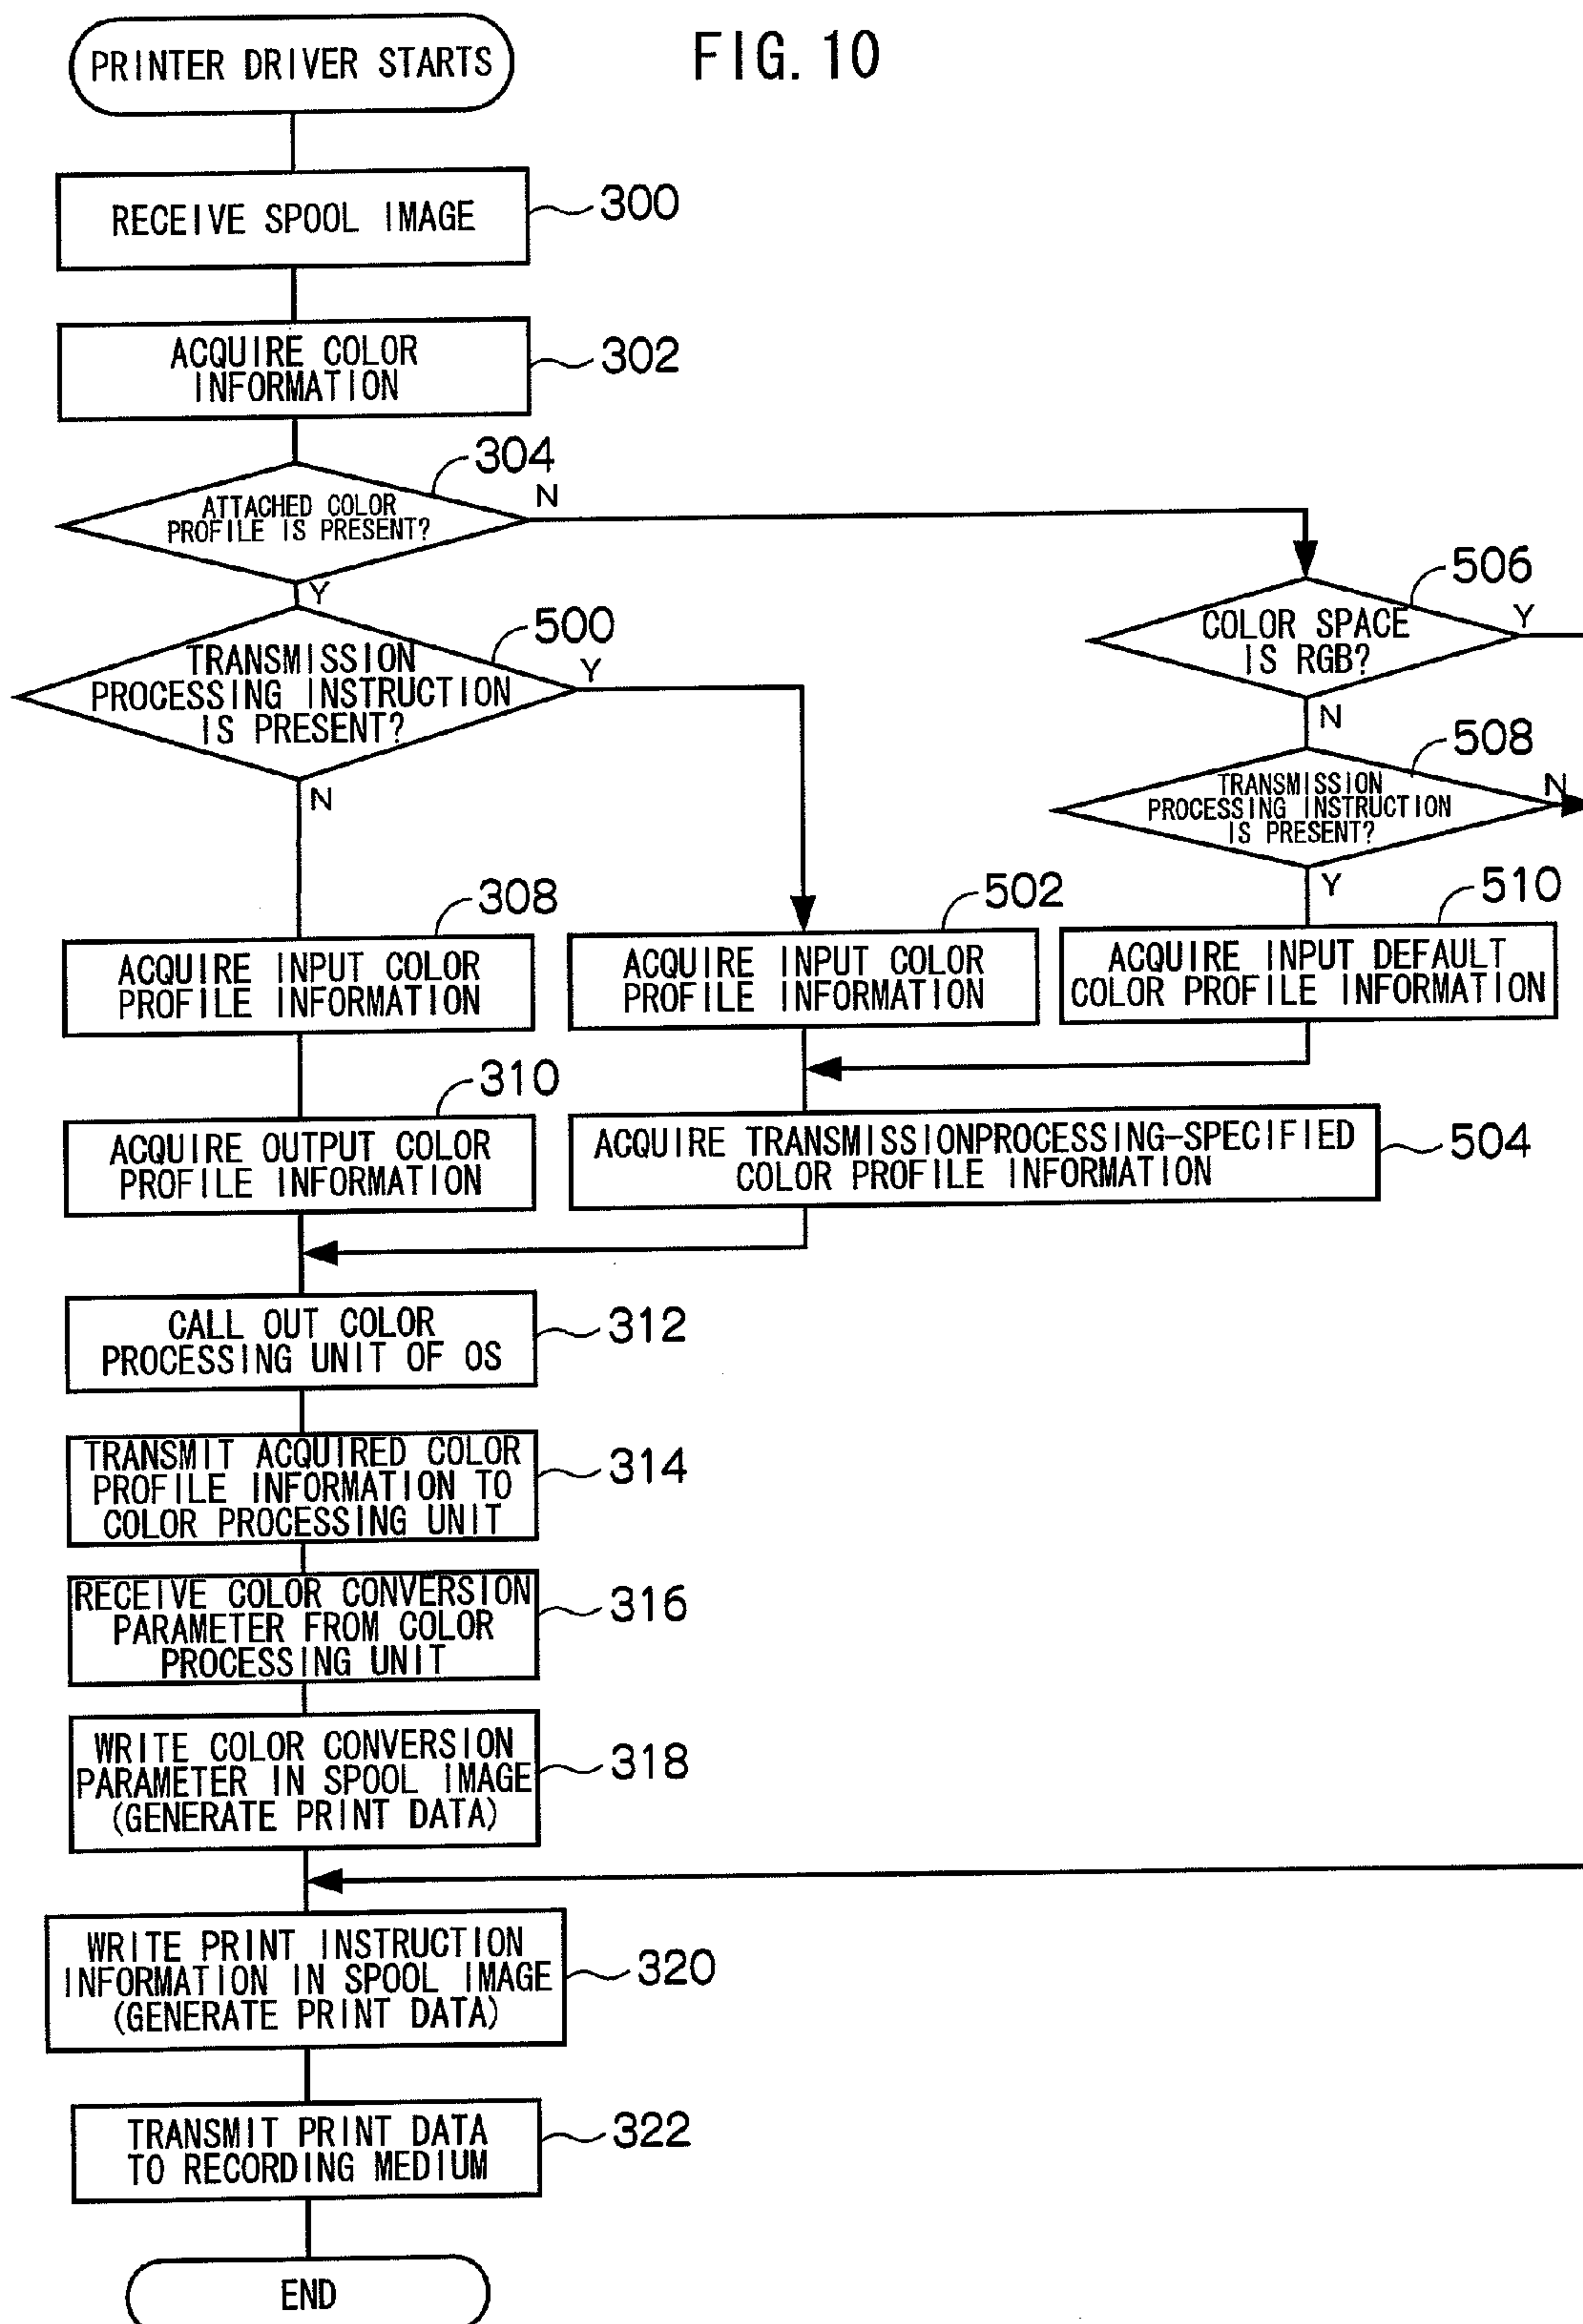 FIG. 10
PRINTER DRIVER STARTS
RECEIVE SPOOL IMAGE
300
ACQUIRE COLOR
INFORMATION
302
304
ATTACHED COLOR
PROFILE IS PRESENT?
N
Y
500
TRANSMISSION
PROCESSING INSTRUCTION
IS PRESENT?
Y
N
506
COLOR SPACE
IS RGB?
Y
N
508
TRANSMISSION
PROCESSING INSTRUCTION
IS PRESENT?
N
Y
308
ACQUIRE INPUT COLOR
PROFILE INFORMATION
502
ACQUIRE INPUT COLOR
PROFILE INFORMATION
510
ACQUIRE INPUT DEFAULT
COLOR PROFILE INFORMATION
310
ACQUIRE OUTPUT COLOR
PROFILE INFORMATION
ACQUIRE TRANSMISSIONPROCESSING-SPECIFIED
COLOR PROFILE INFORMATION
504
CALL OUT COLOR
PROCESSING UNIT OF OS
312
TRANSMIT ACQUIRED COLOR
PROFILE INFORMATION TO
COLOR PROCESSING UNIT
314
RECEIVE COLOR CONVERSION
PARAMETER FROM COLOR
PROCESSING UNIT
316
WRITE COLOR CONVERSION
PARAMETER IN SPOOL IMAGE
(GENERATE PRINT DATA)
318
WRITE PRINT INSTRUCTION
INFORMATION IN SPOOL IMAGE
(GENERATE PRINT DATA)
320
TRANSMIT PRINT DATA
TO RECORDING MEDIUM
322
END